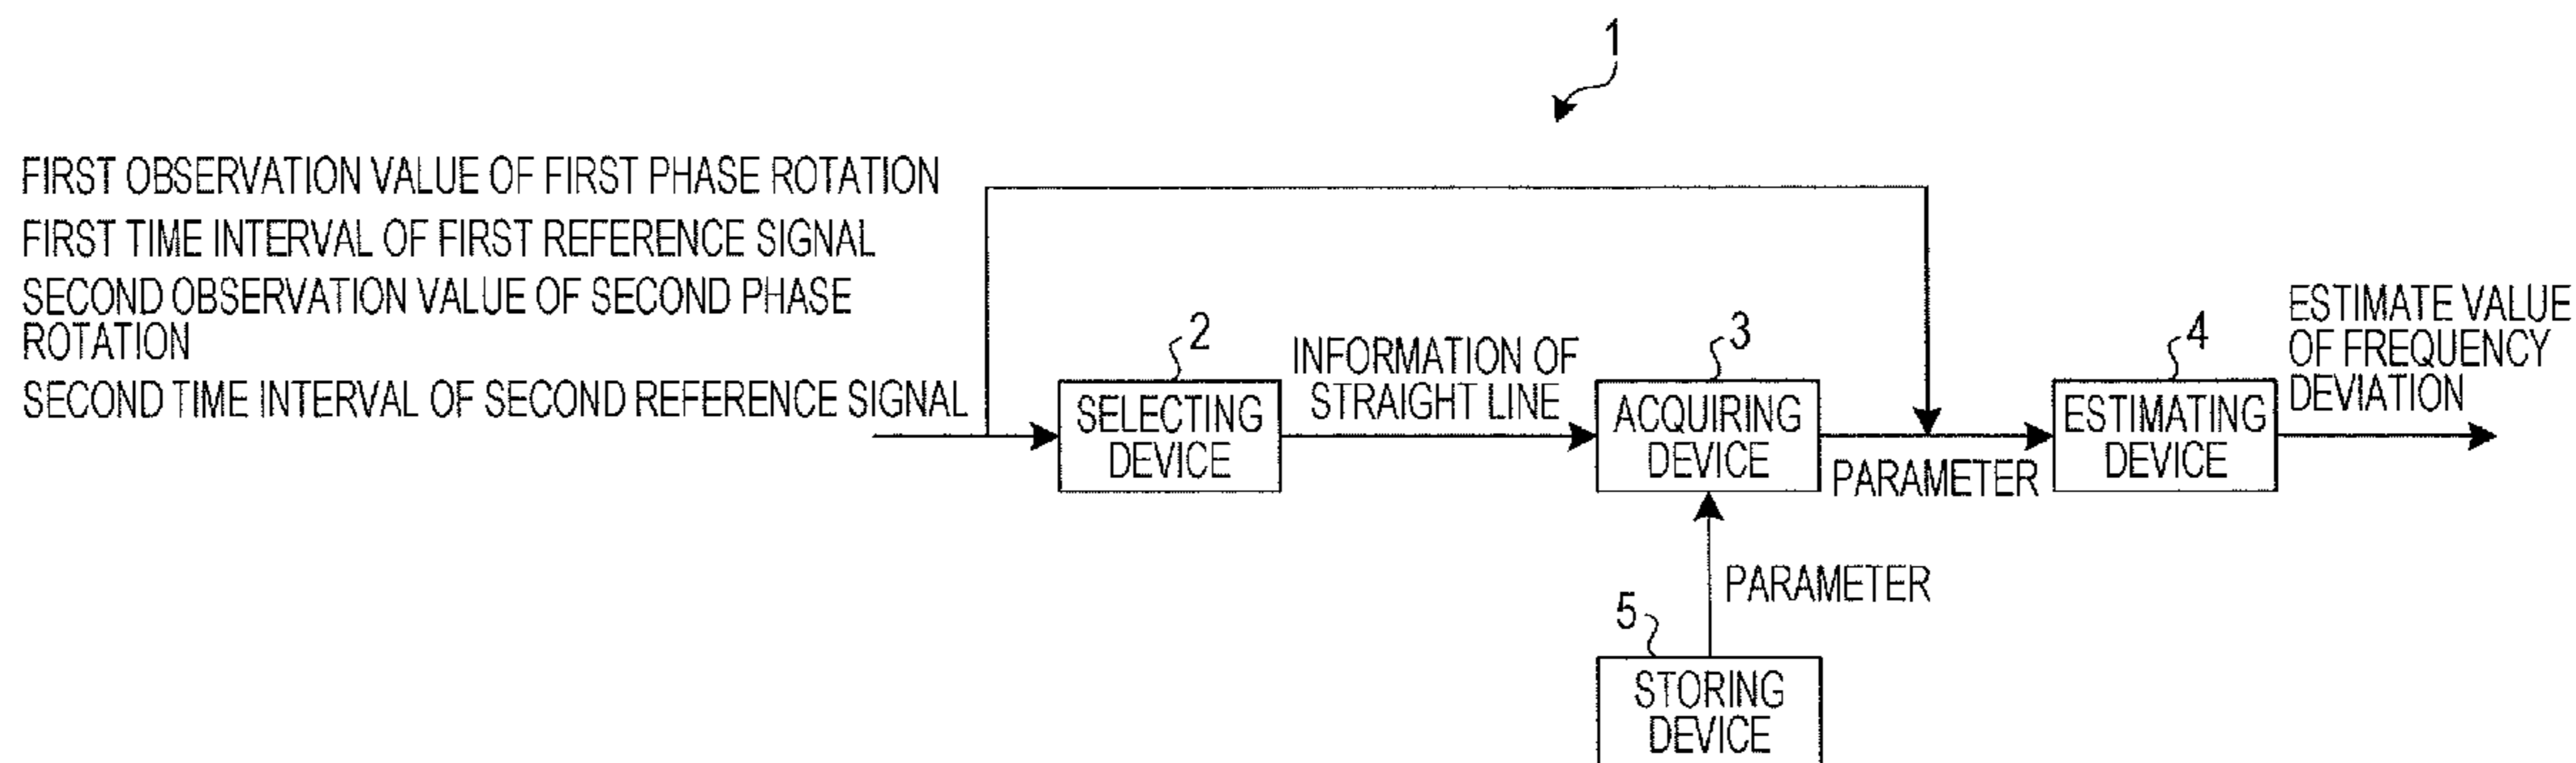 1
FIRST OBSERVATION VALUE OF FIRST PHASE ROTATION
FIRST TIME INTERVAL OF FIRST REFERENCE SIGNAL
SECOND OBSERVATION VALUE OF SECOND PHASE
ROTATION
SECOND TIME INTERVAL OF SECOND REFERENCE SIGNAL
2
SELECTING
DEVICE
INFORMATION OF
STRAIGHT LINE
3
ACQUIRING
DEVICE
PARAMETER
4
ESTIMATING
DEVICE
ESTIMATE VALUE
OF FREQUENCY
DEVIATION
PARAMETER
5
STORING
DEVICE